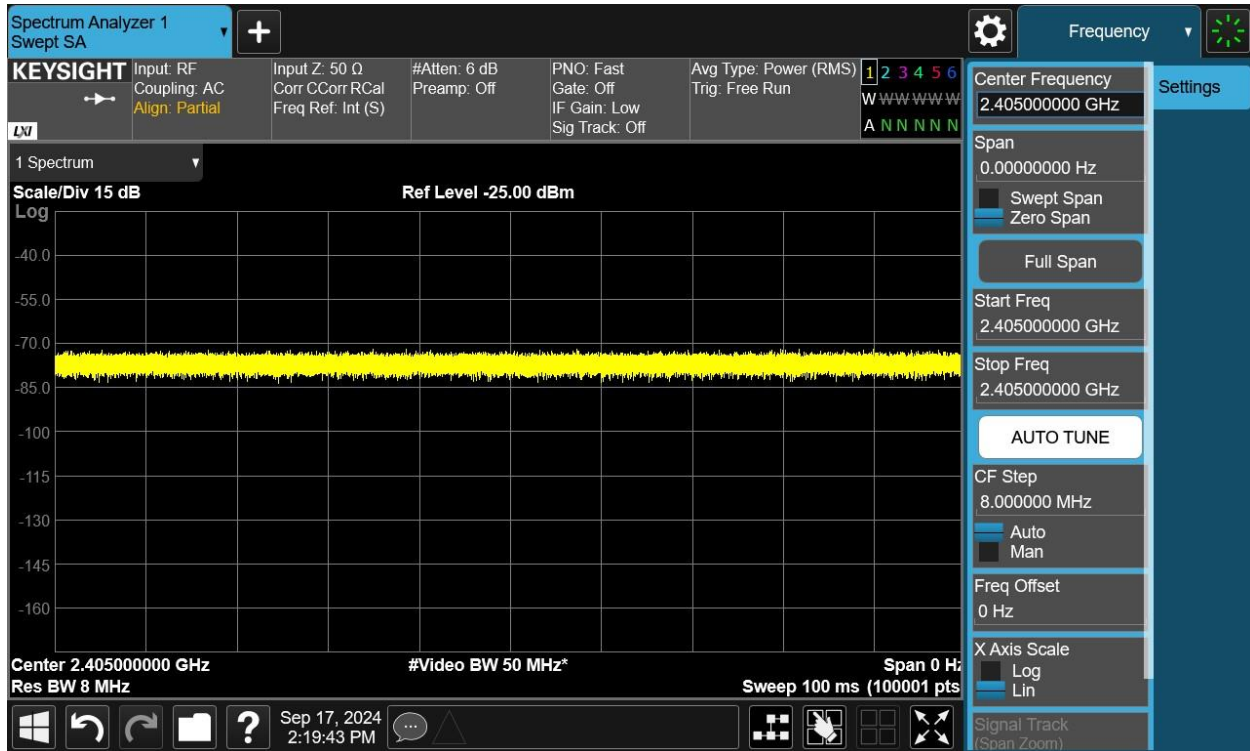 Spectrum Analyzer 1
Swept SA
+
Frequency
KEYSIGHT
LXI
Input: RF
Coupling: AC
Align: Partial
Input Z: 50 Ω
Corr CCorr RCal
Freq Ref: Int (S)
#Atten: 6 dB
Preamp: Off
PNO: Fast
Gate: Off
IF Gain: Low
Sig Track: Off
Avg Type: Power (RMS)
Trig: Free Run
1 2 3 4 5 6
W W W W W W
A N N N N N
1 Spectrum
Scale/Div 15 dB
Ref Level -25.00 dBm
Log
-40.0
-55.0
-70.0
-85.0
-100
-115
-130
-145
-160
Center 2.405000000 GHz
#Video BW 50 MHz*
Span 0 Hz
Res BW 8 MHz
Sweep 100 ms (100001 pts
Sep 17, 2024
2:19:43 PM
?
Center Frequency
2.405000000 GHz
Settings
Span
0.00000000 Hz
Swept Span
Zero Span
Full Span
Start Freq
2.405000000 GHz
Stop Freq
2.405000000 GHz
AUTO TUNE
CF Step
8.000000 MHz
Auto
Man
Freq Offset
0 Hz
X Axis Scale
Log
Lin
Signal Track
(Span Zoom)